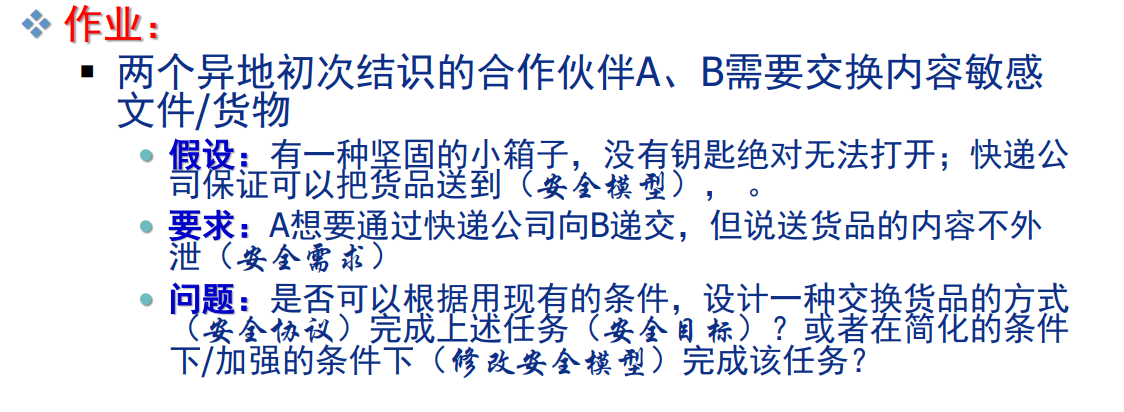 作业：
两个异地初次结识的合作伙伴A、B需要交换内容敏感
文件/货物
假设：有一种坚固的小箱子，没有钥匙绝对无法打开；快递公
司保证可以把货品送到（安全模型），。
要求：A想要通过快递公司向B递交，但说送货品的内容不外
泄（安全需求）
问题：是否可以根据用现有的条件，设计一种交换货品的方式
（安全协议）完成上述任务（安全目标）？或者在简化的条件
下/加强的条件下（修改安全模型）完成该任务？